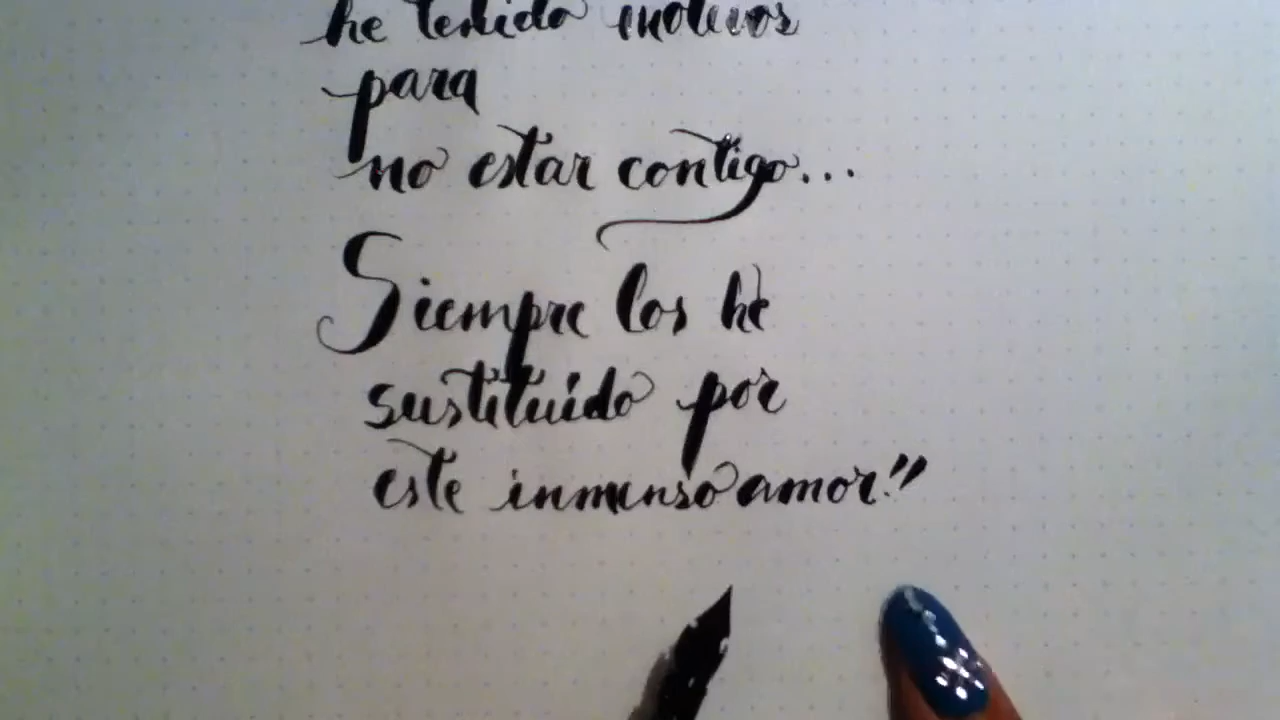 he tenido motivos
para
no estar contigo...
Siempre los he
sustituido por
este inmenso amor."